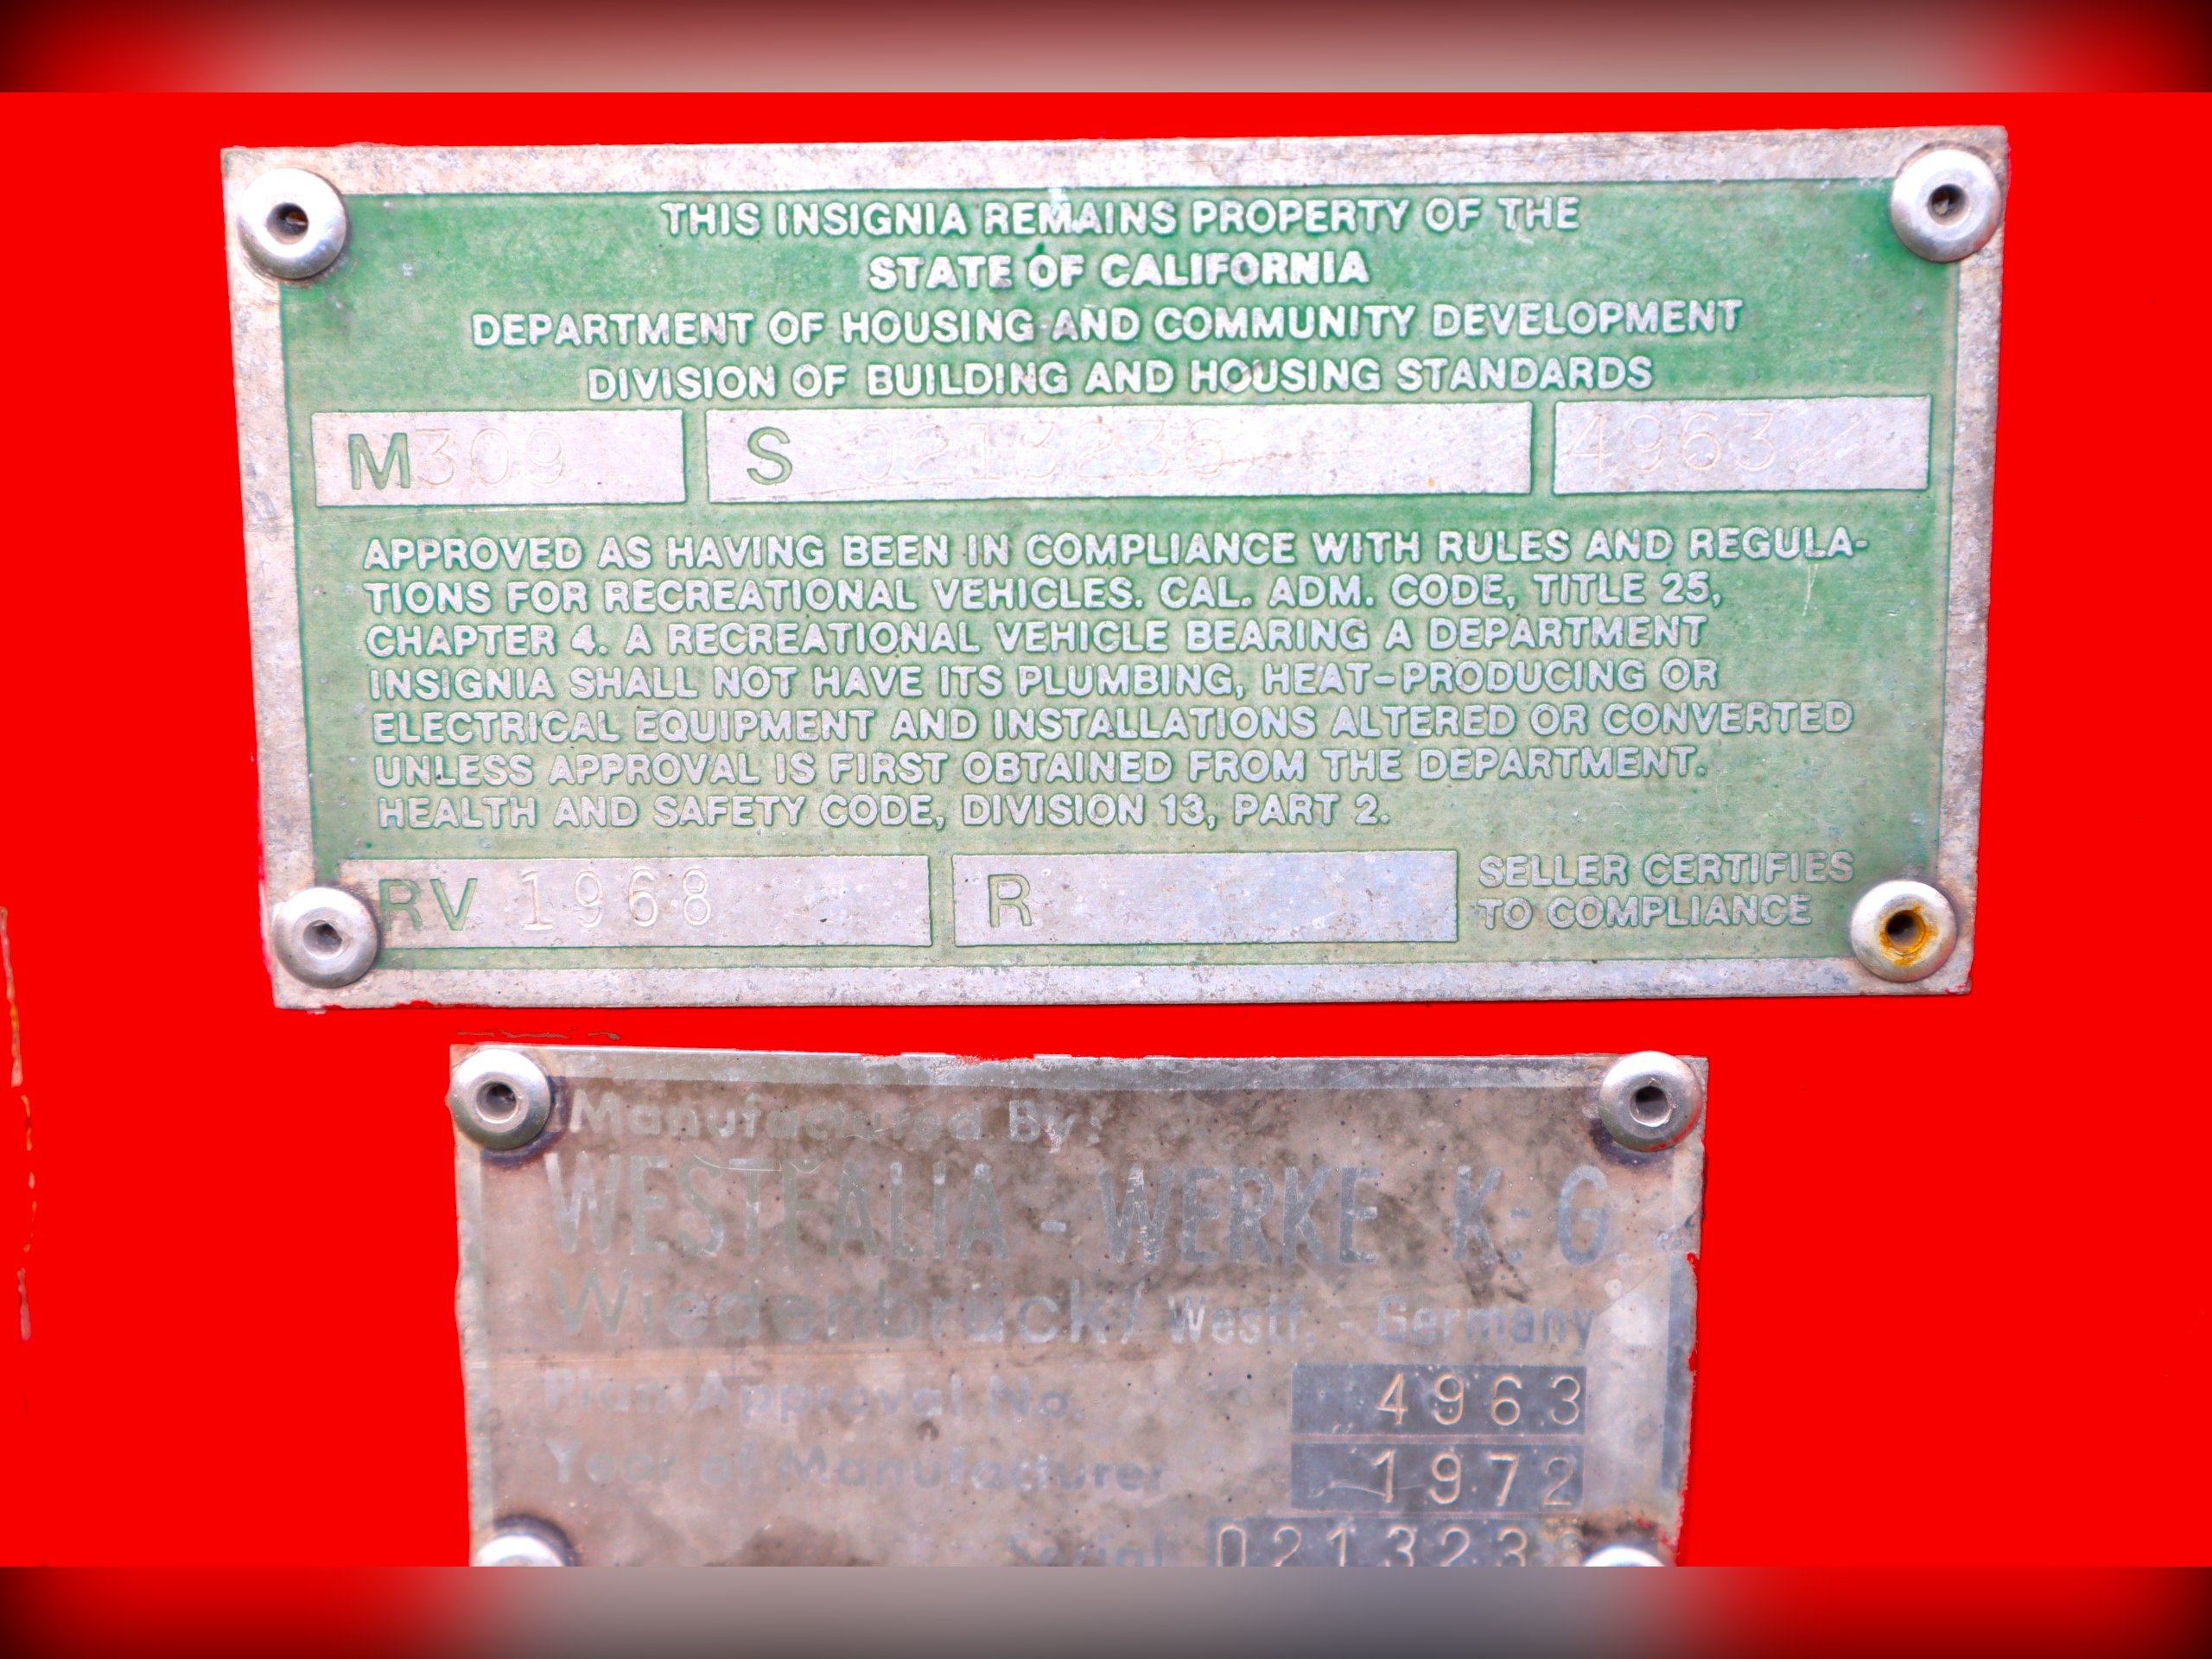 THIS INSIGNIA REMAINS PROPERTY OF THE
STATE OF CALIFORNIA
DEPARTMENT OF HOUSING AND COMMUNITY DEVELOPMENT
DIVISION OF BUILDING AND HOUSING STANDARDS
M309 S 0213236 4963
APPROVED AS HAVING BEEN IN COMPLIANCE WITH RULES AND REGULA-
TIONS FOR RECREATIONAL VEHICLES. CAL. ADM. CODE, TITLE 25,
CHAPTER 4. A RECREATIONAL VEHICLE BEARING A DEPARTMENT
INSIGNIA SHALL NOT HAVE ITS PLUMBING, HEAT-PRODUCING OR
ELECTRICAL EQUIPMENT AND INSTALLATIONS ALTERED OR CONVERTED
UNLESS APPROVAL IS FIRST OBTAINED FROM THE DEPARTMENT.
HEALTH AND SAFETY CODE, DIVISION 13, PART 2.
RV 1968 R SELLER CERTIFIES
TO COMPLIANCE
Manufactured By:
WESTFALIA - WERKE K.-G
Wiedenbrück/Westf. - Germany
Plan Approval No. 4963
Year of Manufacture: 1972
Serial